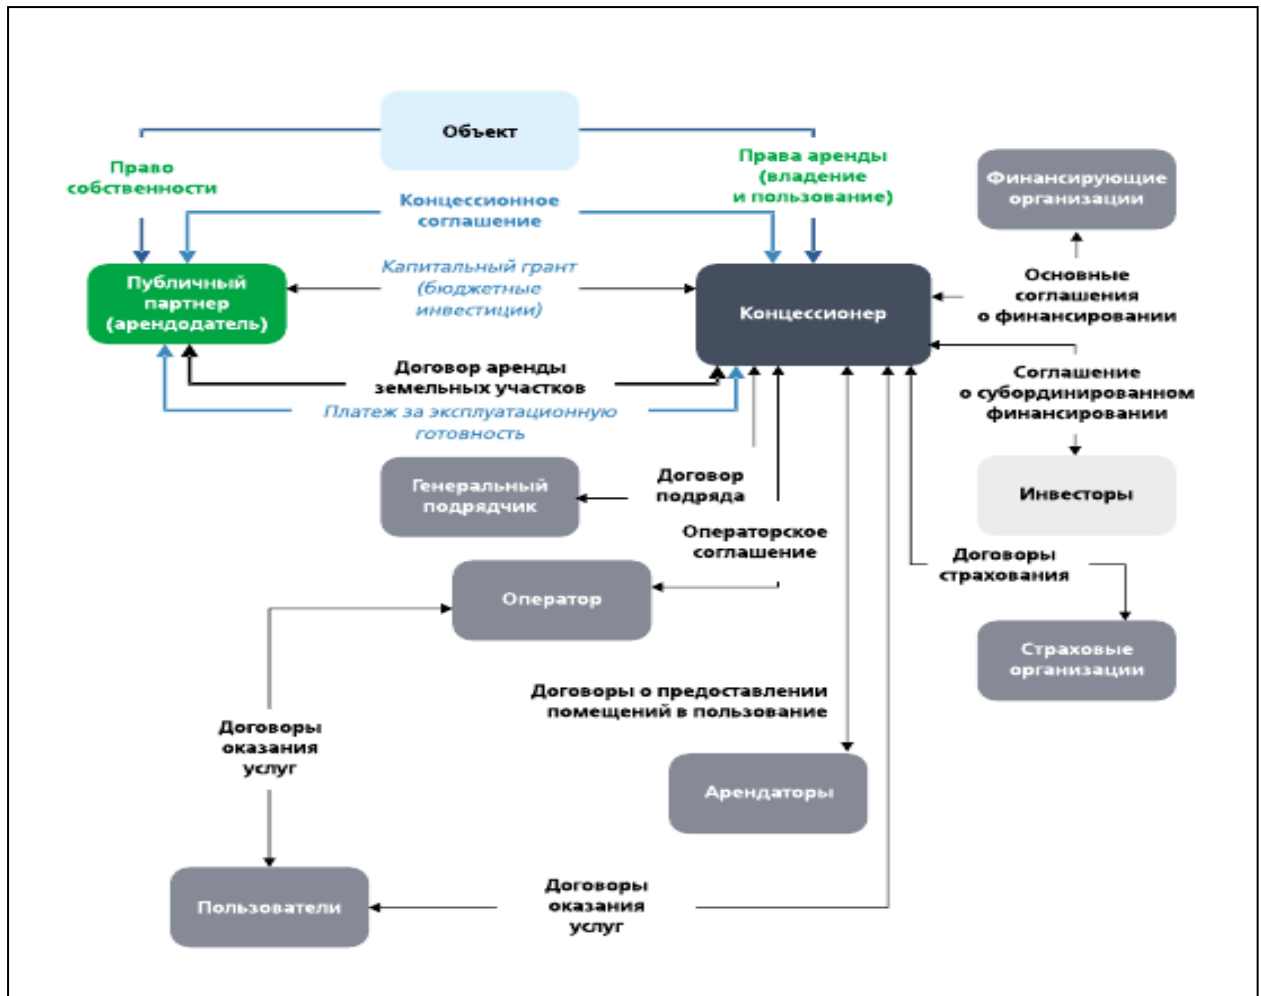 Объект
Право
собственности
Права аренды
(владение
и пользование)
Финансирующие
организации
Концессионное
соглашение
Капитальный грант
(бюджетные
инвестиции)
Публичный
партнер
(арендодатель)
Концессионер
Основные
соглашения
о финансировании
Договор аренды
земельных участков
Платеж за эксплуатационную
готовность
Соглашение
о субординированном
финансировании
Генеральный
подрядчик
Договор
подряда
Инвесторы
Операторское
соглашение
Договоры
страхования
Оператор
Страховые
организации
Договоры о предоставлении
помещений в пользование
Договоры
оказания
услуг
Арендаторы
Пользователи
Договоры
оказания
услуг